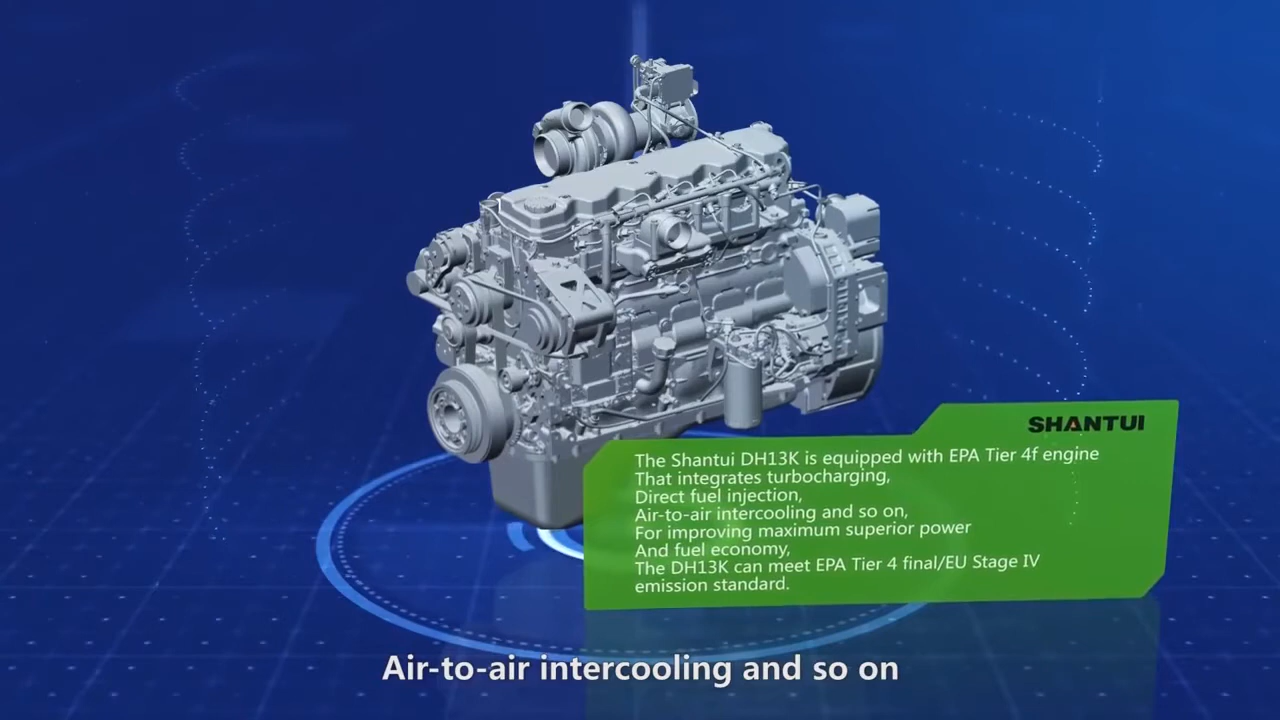 SHANTUI
The Shantui DH13K is equipped with EPA Tier 4f engine
That integrates turbocharging,
Direct fuel injection,
Air-to-air intercooling and so on,
For improving maximum superior power
And fuel economy,
The DH13K can meet EPA Tier 4 final/EU Stage IV
emission standard.
Air-to-air intercooling and so on